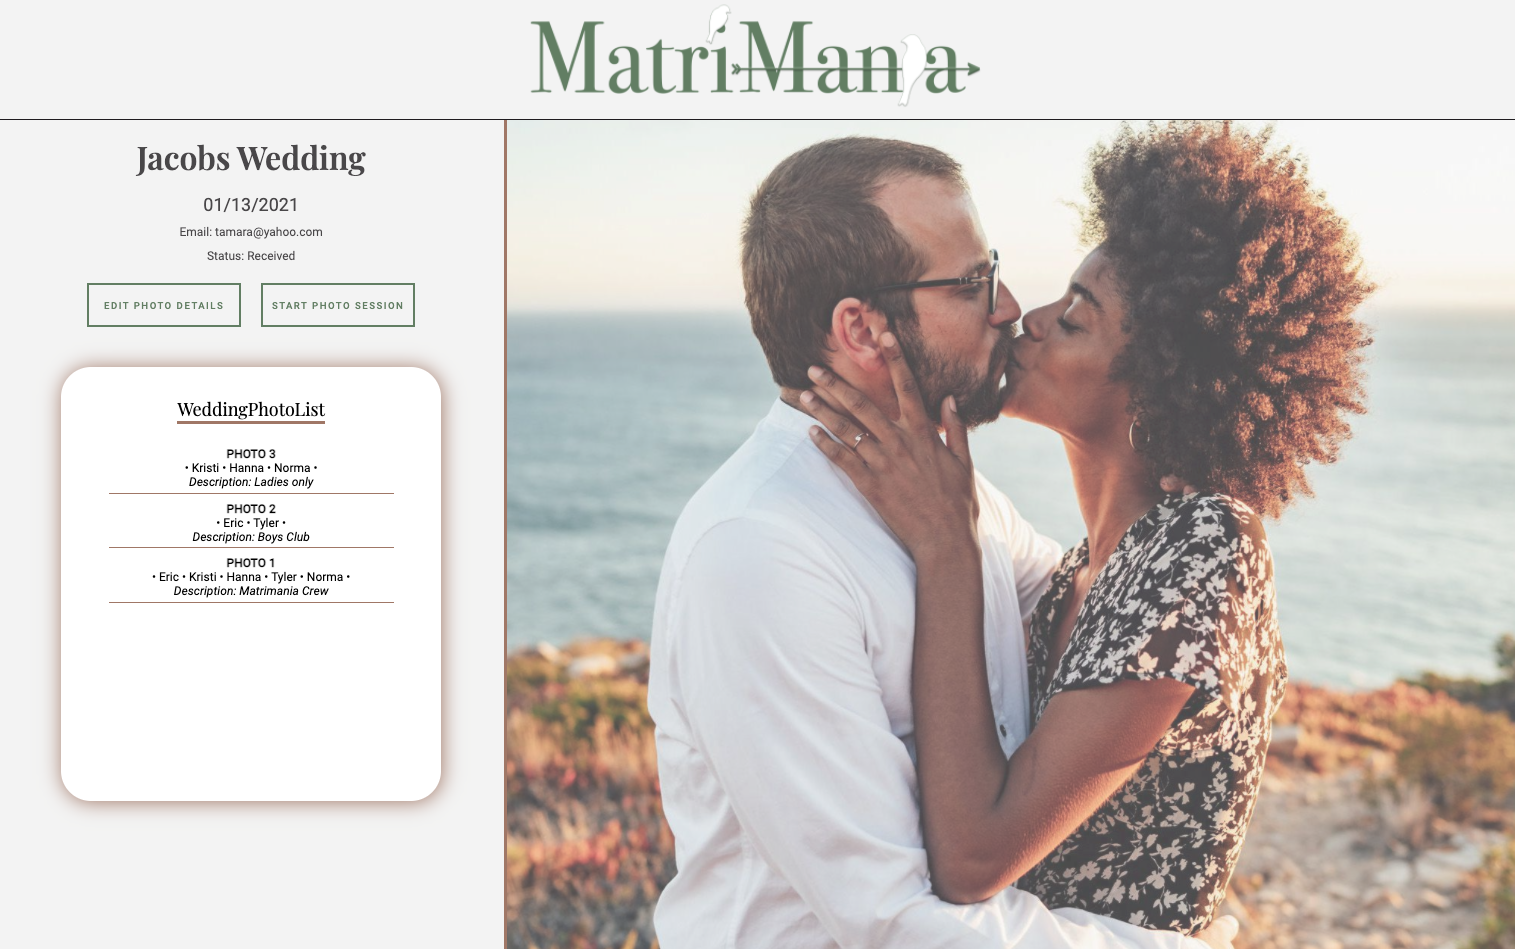 MatriMania
Jacobs Wedding
01/13/2021
Email: tamara@yahoo.com
Status: Received
EDIT PHOTO DETAILS
START PHOTO SESSION
WeddingPhotoList
PHOTO 3
• Kristi • Hanna • Norma •
Description: Ladies only
PHOTO 2
• Eric • Tyler •
Description: Boys Club
PHOTO 1
• Eric • Kristi • Hanna • Tyler • Norma •
Description: Matrimania Crew